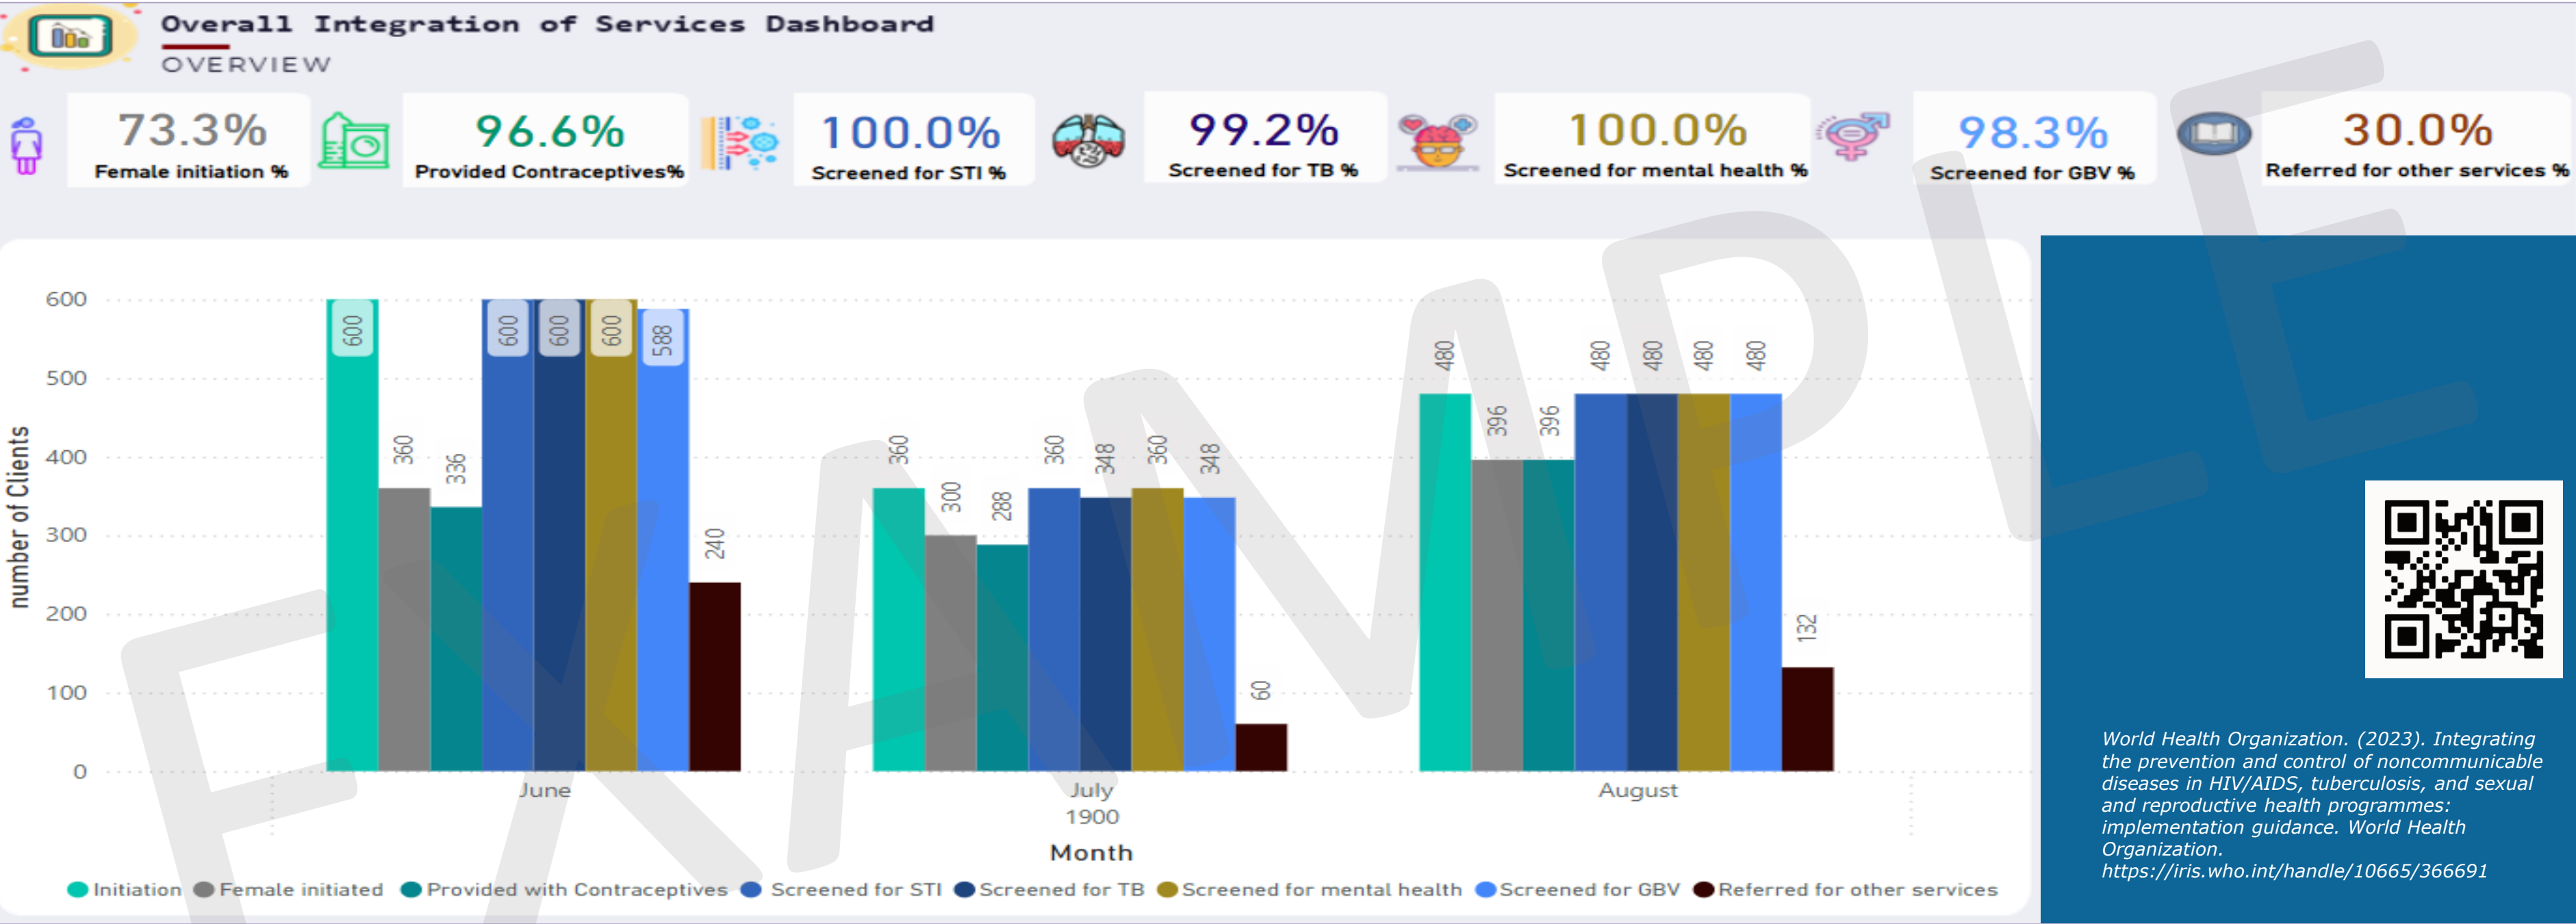 Overall Integration of Services Dashboard
OVERVIEW
73.3%
Female initiation %
96.6%
Provided Contraceptives%
100.0%
Screened for STI %
99.2%
Screened for TB %
100.0%
Screened for mental health %
98.3%
Screened for GBV %
30.0%
Referred for other services %
number of Clients
600
500
400
300
200
100
0
600
360
336
600
600
600
588
240
360
300
288
360
348
360
348
60
480
396
396
480
480
480
480
132
June
July
August
1900
Month
Initiation
Female initiated
Provided with Contraceptives
Screened for STI
Screened for TB
Screened for mental health
Screened for GBV
Referred for other services
EXAMPLE
World Health Organization. (2023). Integrating
the prevention and control of noncommunicable
diseases in HIV/AIDS, tuberculosis, and sexual
and reproductive health programmes:
implementation guidance. World Health
Organization.
https://iris.who.int/handle/10665/366691